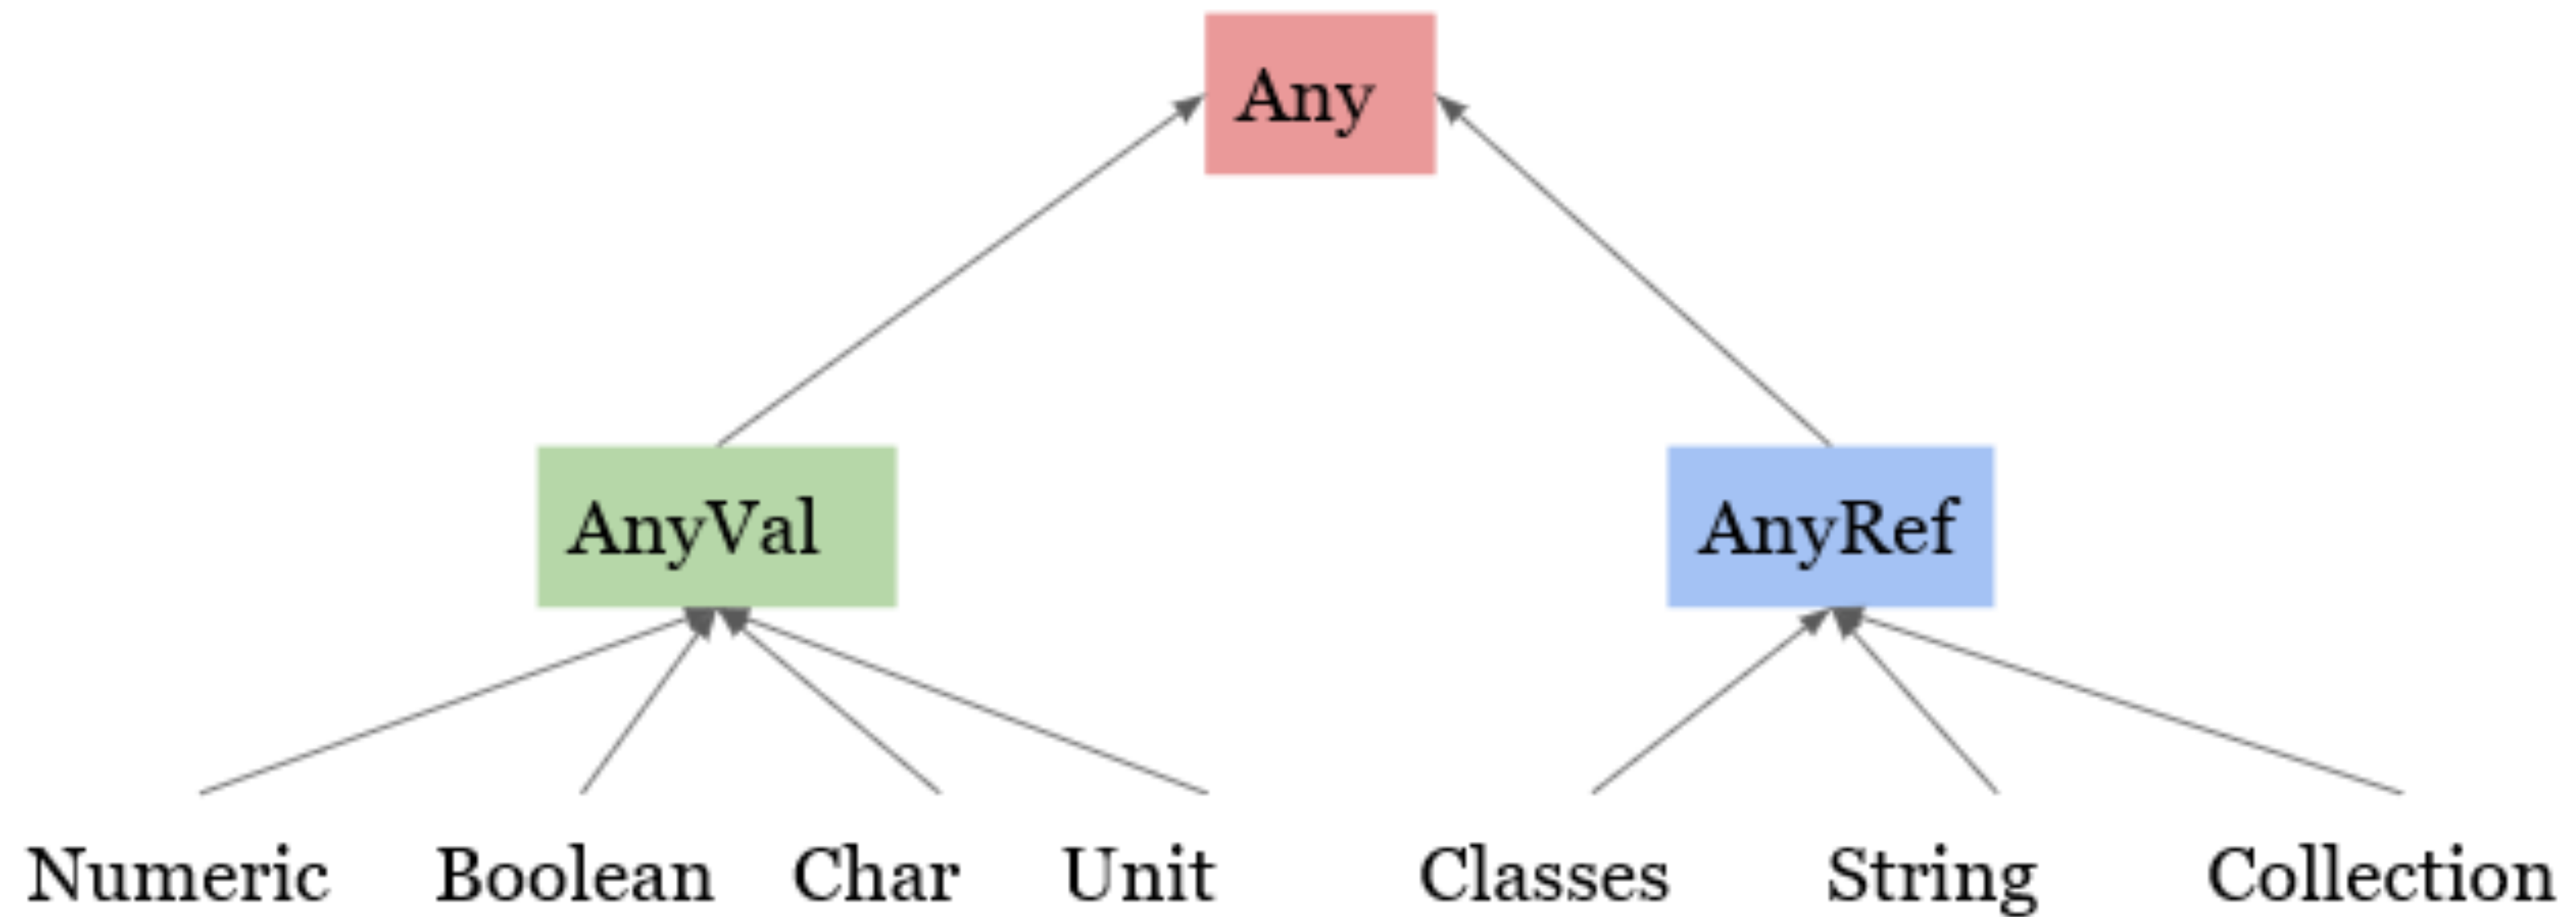 Any
AnyVal
AnyRef
Numeric
Boolean
Char
Unit
Classes
String
Collection